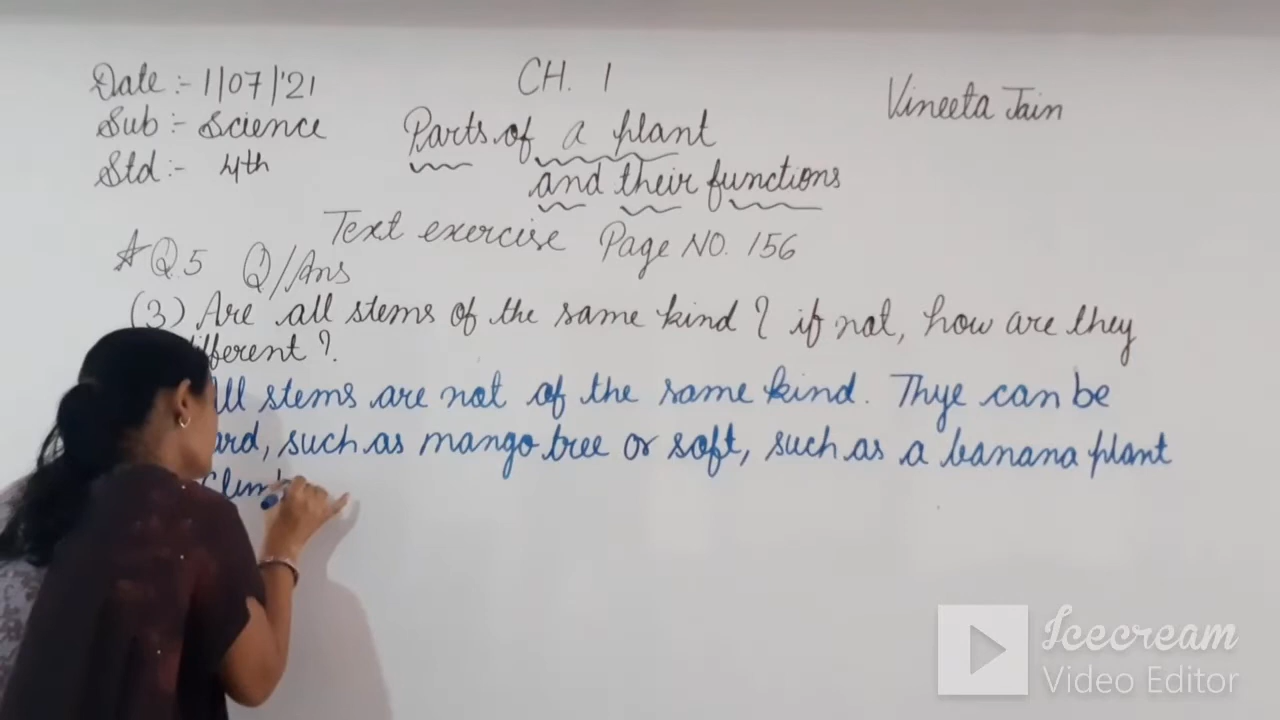 Date :- 1/07/'21
Sub :- Science
Std :- 4th
CH. 1
Parts of a plant
and their functions
Vineeta Jain
Text exercise Page NO. 156
Q.5 Q/Ans
(3) Are all stems of the same kind ? if not, how are they
different ?.
All stems are not of the same kind. Thye can be
ard, such as mango tree or soft, such as a banana plant
Icecream
Video Editor